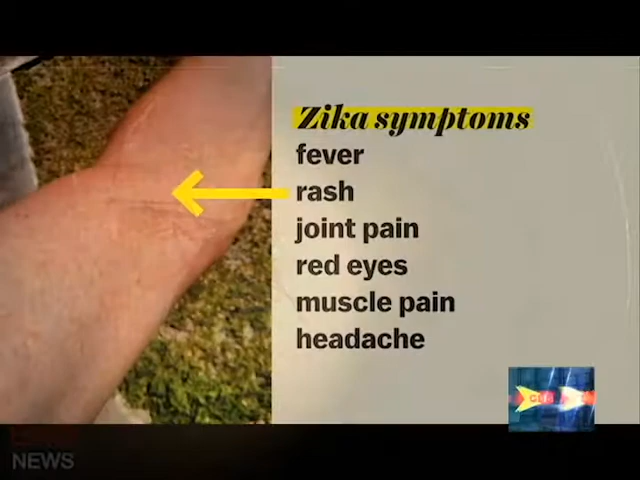 Zika symptoms
fever
rash
joint pain
red eyes
muscle pain
headache
NEWS